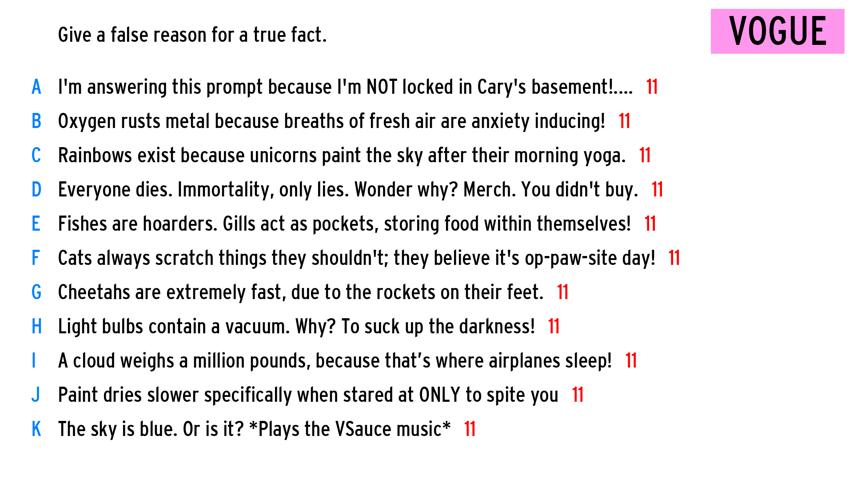 Give a false reason for a true fact.
VOGUE
A I'm answering this prompt because I'm NOT locked in Cary's basement!.... 11
B Oxygen rusts metal because breaths of fresh air are anxiety inducing! 11
C Rainbows exist because unicorns paint the sky after their morning yoga. 11
D Everyone dies. Immortality, only lies. Wonder why? Merch. You didn't buy. 11
E Fishes are hoarders. Gills act as pockets, storing food within themselves! 11
F Cats always scratch things they shouldn't; they believe it's op-paw-site day! 11
G Cheetahs are extremely fast, due to the rockets on their feet. 11
H Light bulbs contain a vacuum. Why? To suck up the darkness! 11
I A cloud weighs a million pounds, because that’s where airplanes sleep! 11
J Paint dries slower specifically when stared at ONLY to spite you 11
K The sky is blue. Or is it? *Plays the VSauce music* 11